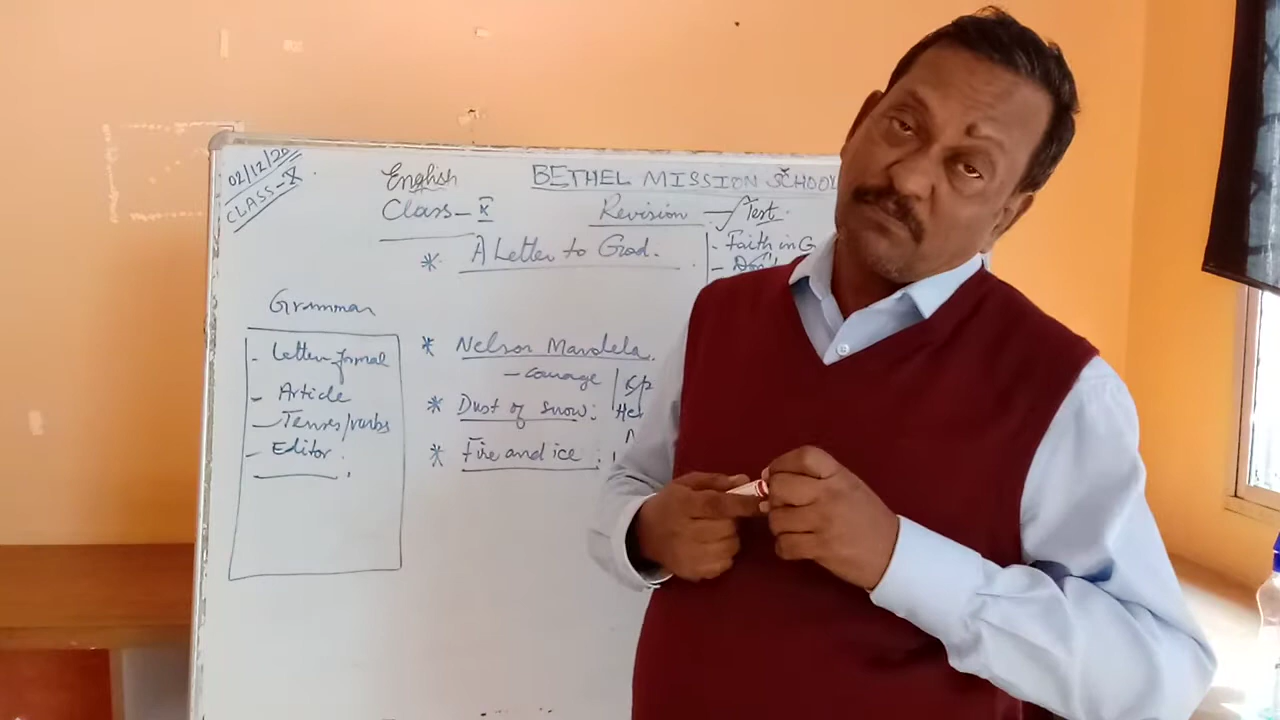 02/12/20
CLASS-X
English
BETHEL MISSION SCHOOL
Class - X
Revision - Test.
* A Letter to God.
- Faith in G
Grammar
- Letter formal
- Article
- Tenses/verbs
- Editor.
* Nelson Mandela.
- courage
* Dust of snow:
He
* Fire and ice :